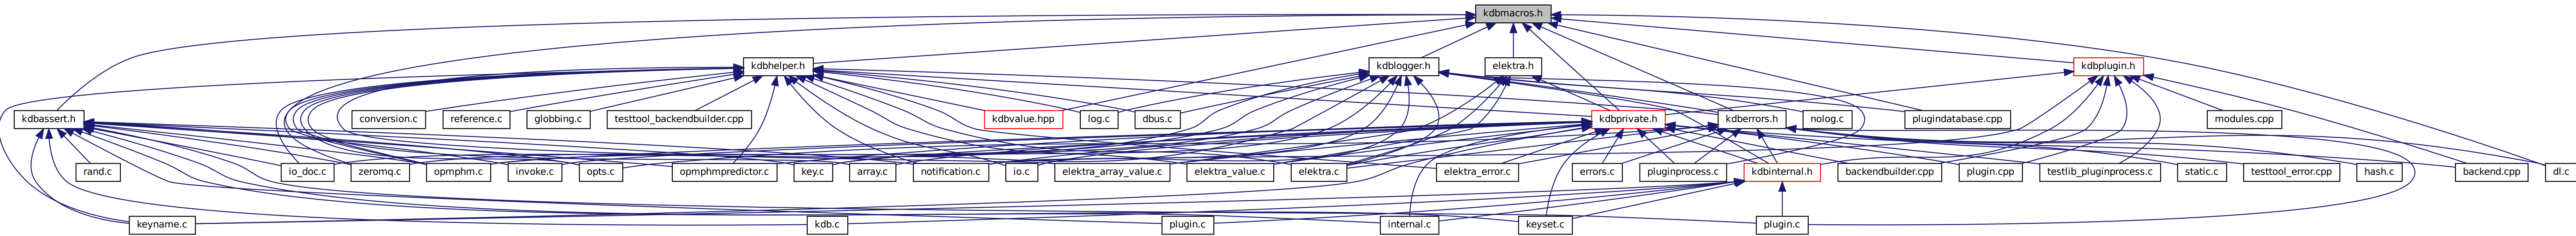 kdbmacros.h
kdbhelper.h
kdblogger.h
elektra.h
kdbplugin.h
kdbassert.h
conversion.c
reference.c
globbing.c
testtool_backendbuilder.cpp
kdbvalue.hpp
log.c
dbus.c
kdbprivate.h
kdberrors.h
nolog.c
plugindatabase.cpp
modules.cpp
rand.c
io_doc.c
zeromq.c
opmphm.c
invoke.c
opts.c
opmphmpredictor.c
key.c
array.c
notification.c
io.c
elektra_array_value.c
elektra_value.c
elektra.c
elektra_error.c
errors.c
pluginprocess.c
kdbinternal.h
backendbuilder.cpp
plugin.cpp
testlib_pluginprocess.c
static.c
testtool_error.cpp
hash.c
backend.cpp
dl.c
keyname.c
kdb.c
plugin.c
internal.c
keyset.c
plugin.c